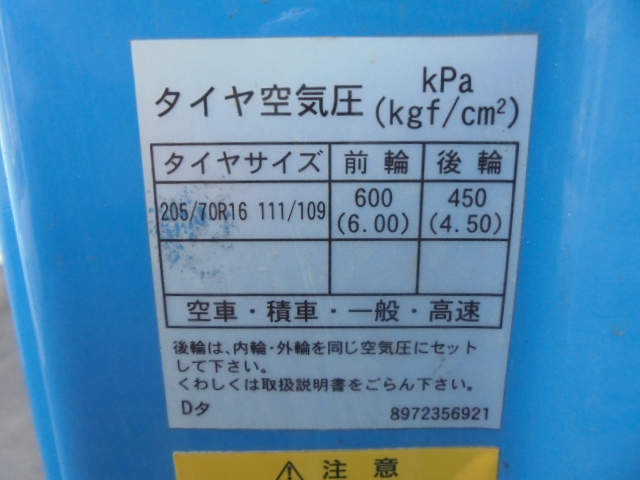 タイヤ空気圧 kPa
(kgf/cm²)
タイヤサイズ 前輪 後輪
205/70R16 111/109 600 450
(6.00) (4.50)
空車・積車・一般・高速
後輪は、内輪・外輪を同じ空気圧にセット
して下さい。
くわしくは取扱説明書をごらん下さい。
Dタ 8972356921
注意